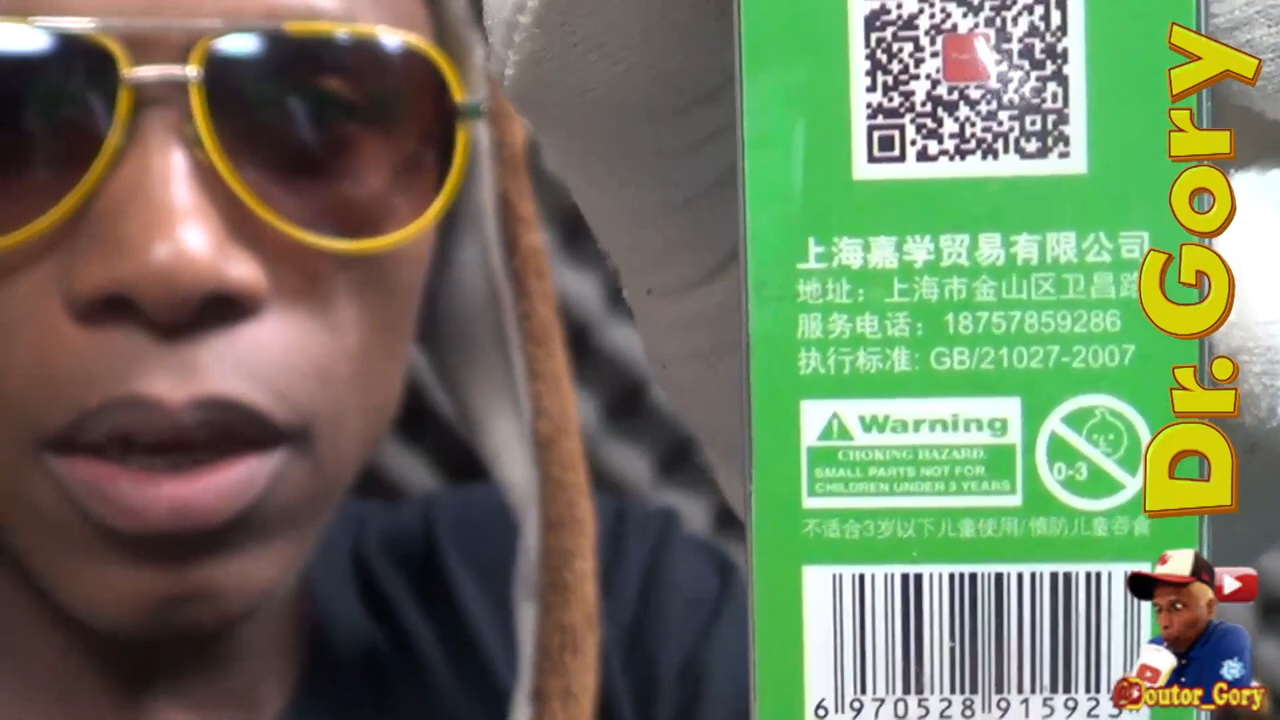 上海嘉学贸易有限公司
地址：上海市金山区卫昌路
服务电话：18757859286
执行标准: GB/21027-2007
Warning
CHOKING HAZARD.
SMALL PARTS NOT FOR
CHILDREN UNDER 3 YEARS
0-3
不适合3岁以下儿童使用/慎防儿童吞食
6 970528 915923
Dr. Gory
Doutor_Gory